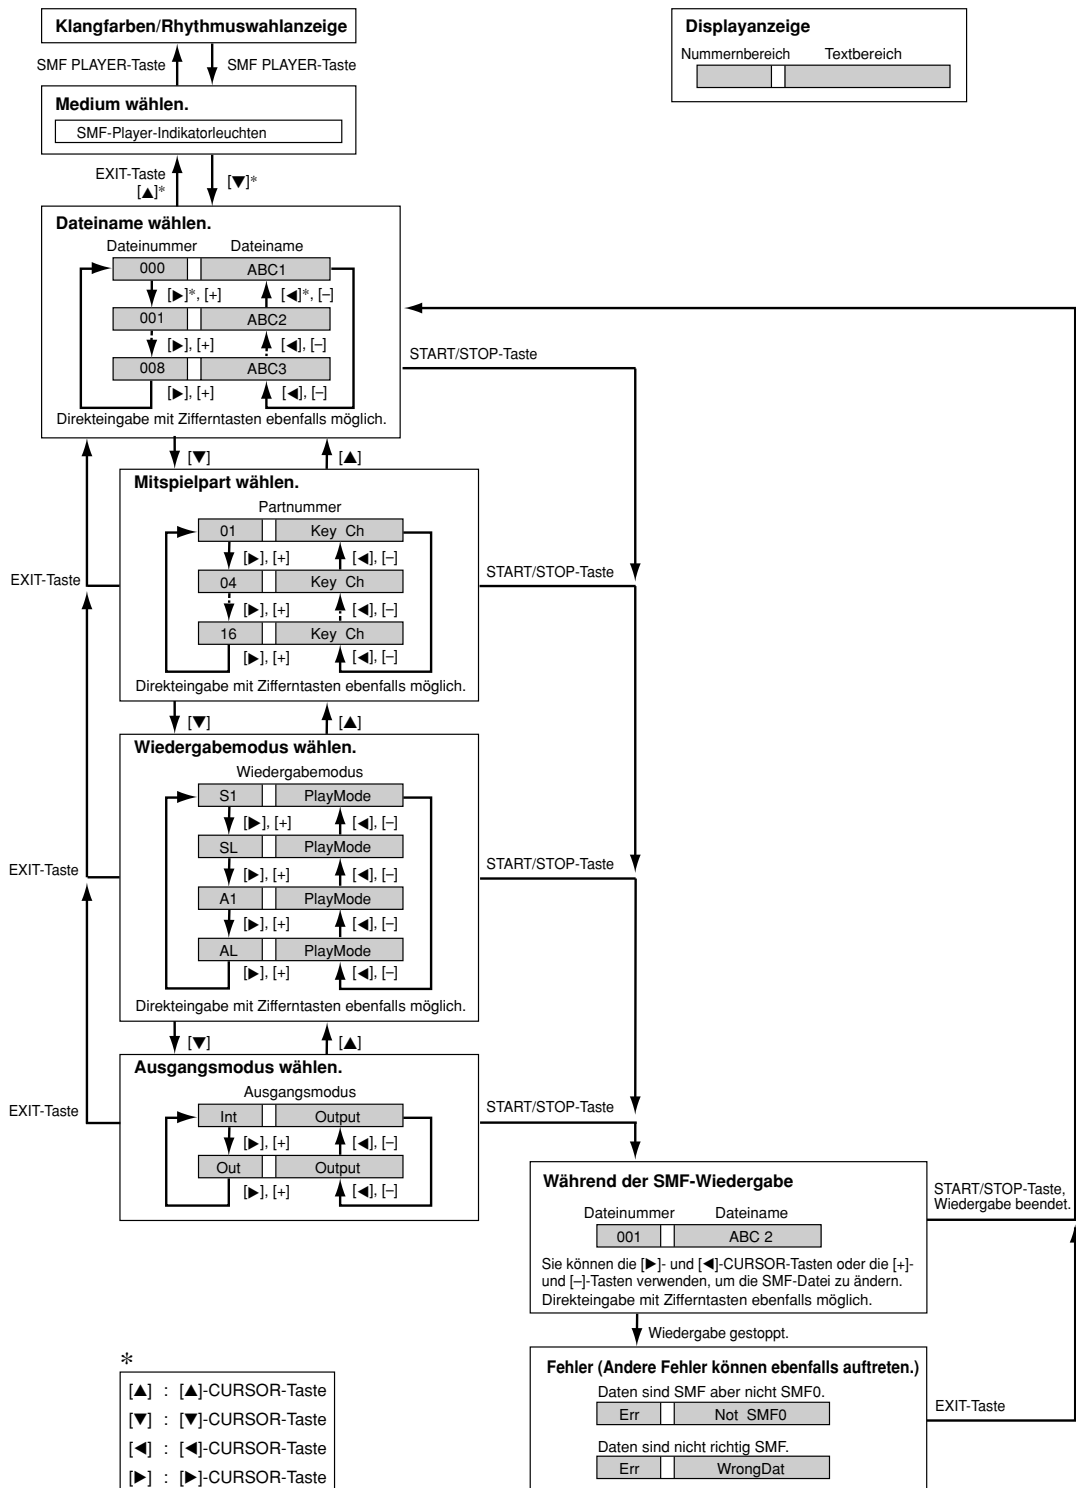 Klangfarben/Rhythmuswahlanzeige
SMF PLAYER-Taste
SMF PLAYER-Taste
Displayanzeige
Nummernbereich Textbereich
Medium wählen.
SMF-Player-Indikatorleuchten
EXIT-Taste
[▲]*
[▼]*
Dateiname wählen.
Dateinummer Dateiname
000 ABC1
[▶]*, [+] [◀]*, [–]
001 ABC2
[▶], [+] [◀], [–]
008 ABC3
[▶], [+] [◀], [–]
Direkteingabe mit Zifferntasten ebenfalls möglich.
START/STOP-Taste
[▼] [▲]
Mitspielpart wählen.
Partnummer
01 Key Ch
[▶], [+] [◀], [–]
04 Key Ch
[▶], [+] [◀], [–]
16 Key Ch
[▶], [+] [◀], [–]
Direkteingabe mit Zifferntasten ebenfalls möglich.
EXIT-Taste
START/STOP-Taste
[▼] [▲]
Wiedergabemodus wählen.
Wiedergabemodus
S1 PlayMode
[▶], [+] [◀], [–]
SL PlayMode
[▶], [+] [◀], [–]
A1 PlayMode
[▶], [+] [◀], [–]
AL PlayMode
[▶], [+] [◀], [–]
Direkteingabe mit Zifferntasten ebenfalls möglich.
EXIT-Taste
START/STOP-Taste
[▼] [▲]
Ausgangsmodus wählen.
Ausgangsmodus
Int Output
[▶], [+] [◀], [–]
Out Output
[▶], [+] [◀], [–]
EXIT-Taste
START/STOP-Taste
Während der SMF-Wiedergabe
Dateinummer Dateiname
001 ABC 2
Sie können die [▶]- und [◀]-CURSOR-Tasten oder die [+]-
und [–]-Tasten verwenden, um die SMF-Datei zu ändern.
Direkteingabe mit Zifferntasten ebenfalls möglich.
START/STOP-Taste,
Wiedergabe beendet.
Wiedergabe gestoppt.
Fehler (Andere Fehler können ebenfalls auftreten.)
Daten sind SMF aber nicht SMF0.
Err Not SMF0
Daten sind nicht richtig SMF.
Err WrongDat
EXIT-Taste
*
[▲] : [▲]-CURSOR-Taste
[▼] : [▼]-CURSOR-Taste
[◀] : [◀]-CURSOR-Taste
[▶] : [▶]-CURSOR-Taste